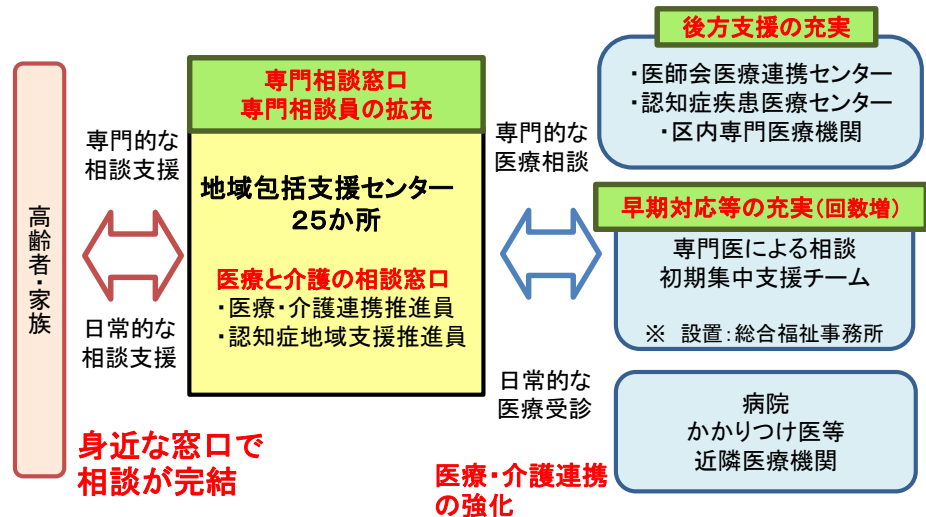 高齢者・家族
専門的な
相談支援
日常的な
相談支援
身近な窓口で
相談が完結
専門相談窓口
専門相談員の拡充
地域包括支援センター
25か所
医療と介護の相談窓口
・医療・介護連携推進員
・認知症地域支援推進員
専門的な
医療相談
日常的な
医療受診
医療・介護連携
の強化
後方支援の充実
・医師会医療連携センター
・認知症疾患医療センター
・区内専門医療機関
早期対応等の充実(回数増)
専門医による相談
初期集中支援チーム
※ 設置:総合福祉事務所
病院
かかりつけ医等
近隣医療機関